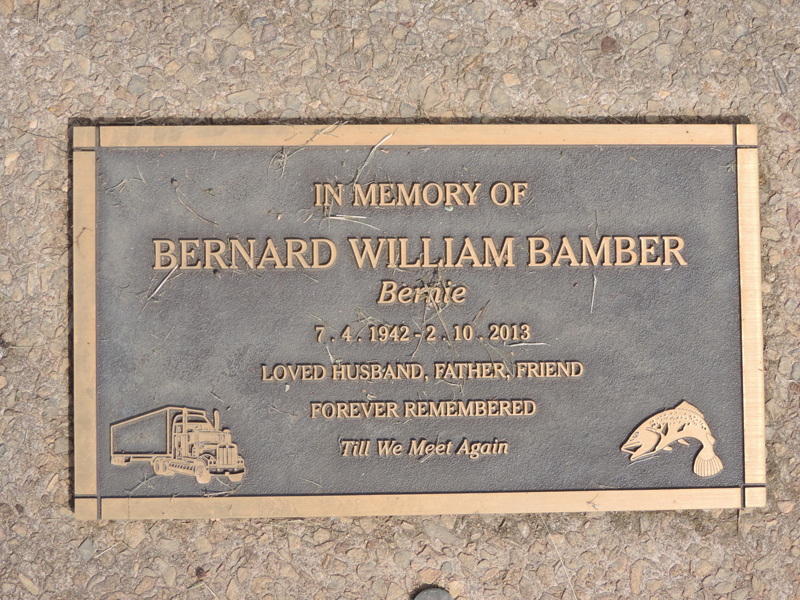 IN MEMORY OF
BERNARD WILLIAM BAMBER
Bernie
7.4.1942-2.10.2013
LOVED HUSBAND, FATHER, FRIEND
FOREVER REMEMBERED
Till We Meet Again